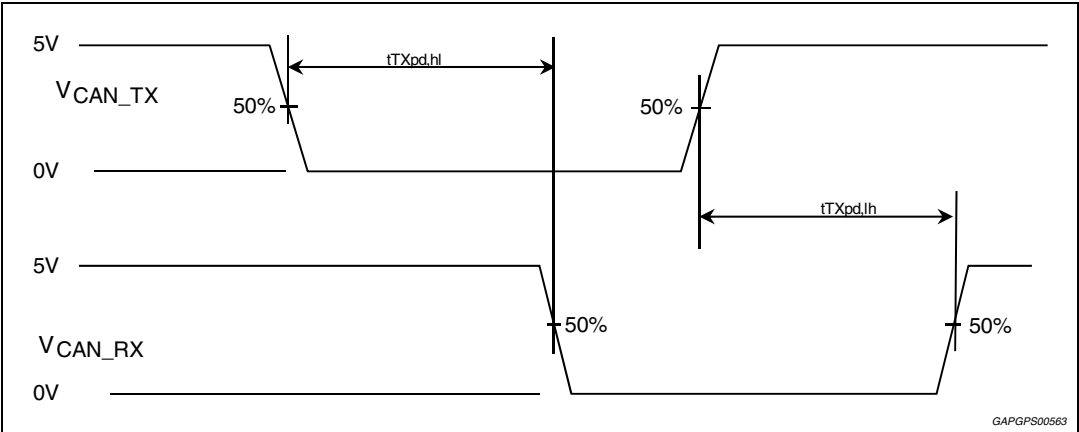 5V
tTXpd,hl
VCAN_TX
50%
50%
0V
tTXpd,lh
5V
50%
50%
VCAN_RX
0V
GAPGPS00563